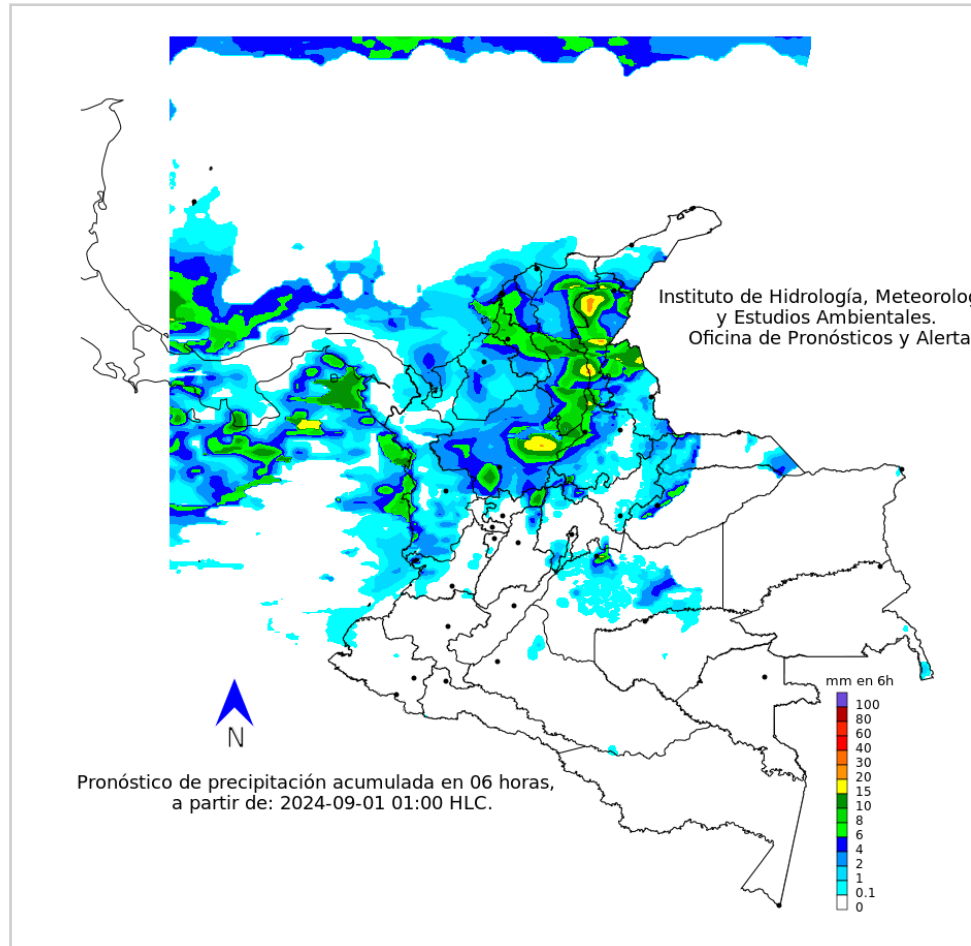 Instituto de Hidrología, Meteorolog
y Estudios Ambientales.
Oficina de Pronósticos y Alerta
mm en 6h
100
80
60
40
30
20
15
10
8
6
4
2
1
0.1
0
N
Pronóstico de precipitación acumulada en 06 horas,
a partir de: 2024-09-01 01:00 HLC.